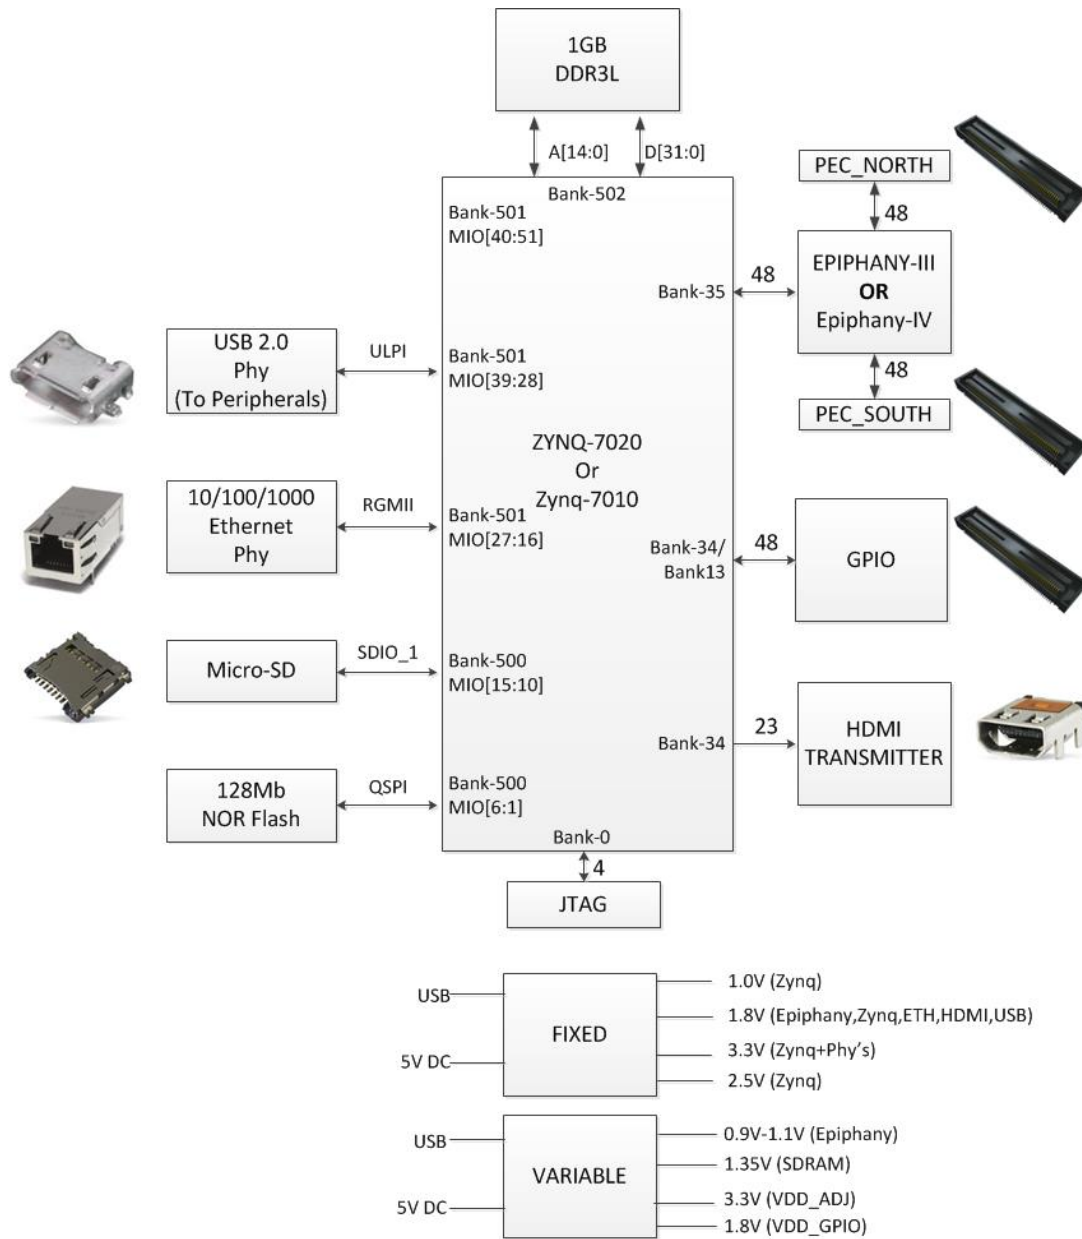 1GB
DDR3L
A[14:0]
D[31:0]
Bank-502
Bank-501
MIO[40:51]
PEC_NORTH
48
EPIPHANY-III
OR
Epiphany-IV
48
Bank-35
48
PEC_SOUTH
USB 2.0
Phy
(To Peripherals)
ULPI
Bank-501
MIO[39:28]
ZYNQ-7020
Or
Zynq-7010
10/100/1000
Ethernet
Phy
RGMII
Bank-501
MIO[27:16]
Bank-34/
Bank13
48
GPIO
Micro-SD
SDIO_1
Bank-500
MIO[15:10]
Bank-34
23
HDMI
TRANSMITTER
128Mb
NOR Flash
QSPI
Bank-500
MIO[6:1]
Bank-0
4
JTAG
USB
5V DC
FIXED
1.0V (Zynq)
1.8V (Epiphany,Zynq,ETH,HDMI,USB)
3.3V (Zynq+Phy's)
2.5V (Zynq)
USB
5V DC
VARIABLE
0.9V-1.1V (Epiphany)
1.35V (SDRAM)
3.3V (VDD_ADJ)
1.8V (VDD_GPIO)